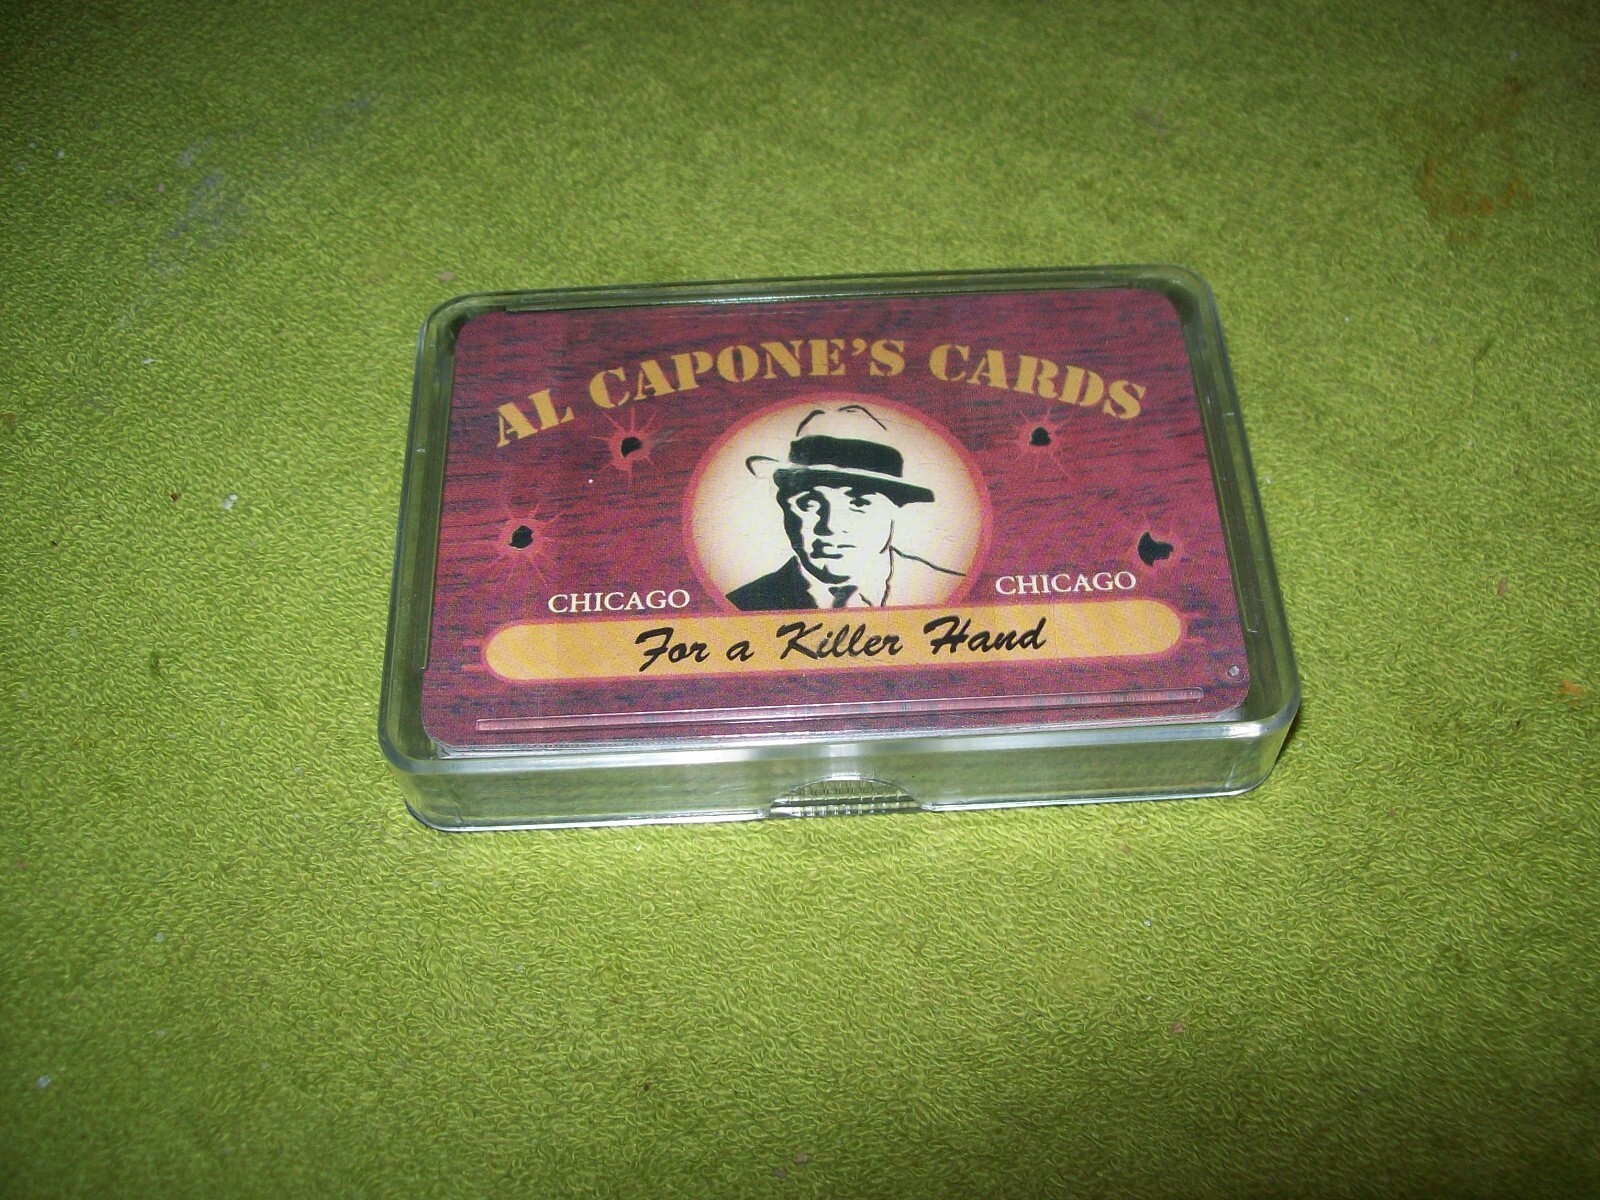 AL CAPONE'S CARDS
CHICAGO CHICAGO
For a Killer Hand